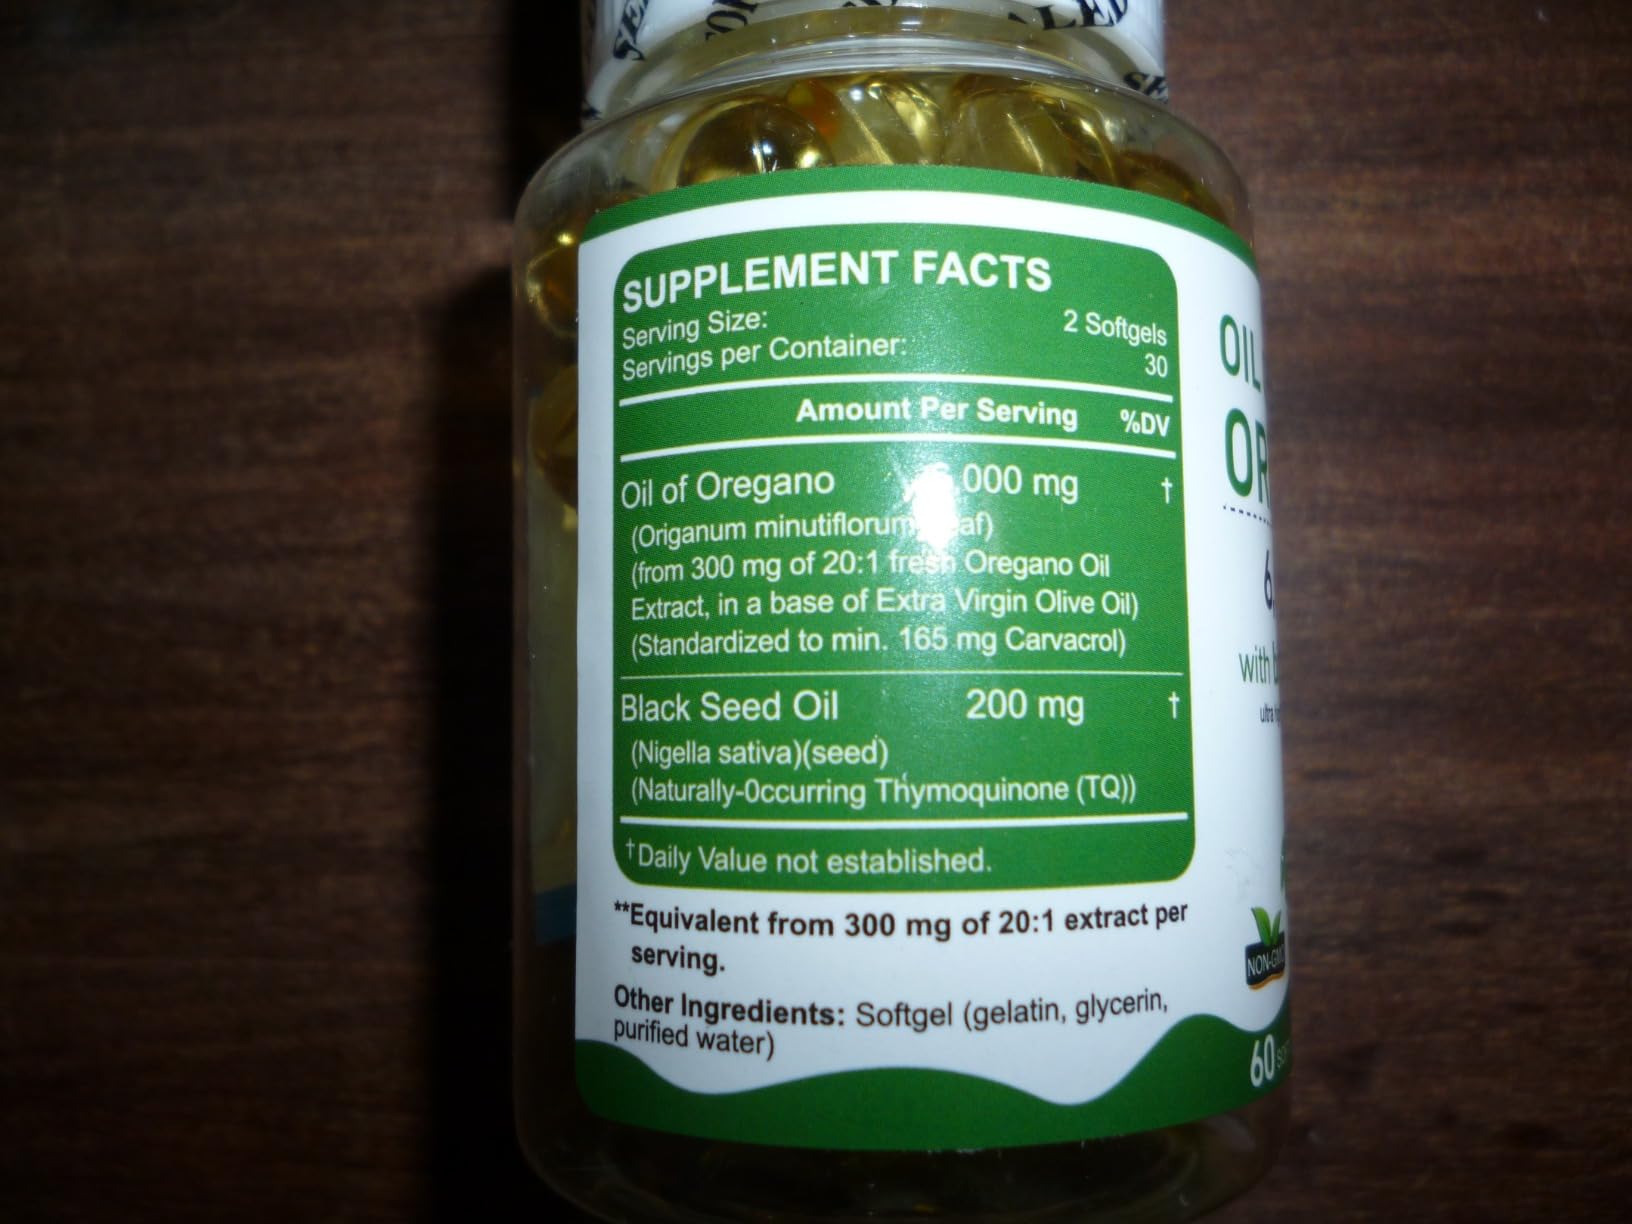 SEALED
SUPPLEMENT FACTS
Serving Size: 2 Softgels
Servings per Container: 30
Amount Per Serving %DV
Oil of Oregano 000 mg †
(Origanum minutiflorum
(from 300 mg of 20:1 fresh Oregano Oil
Extract, in a base of Extra Virgin Olive Oil)
(Standardized to min. 165 mg Carvacrol)
Black Seed Oil 200 mg †
(Nigella sativa)(seed)
(Naturally-0ccurring Thymoquinone (TQ))
†Daily Value not established.
**Equivalent from 300 mg of 20:1 extract per
serving.
Other Ingredients: Softgel (gelatin, glycerin,
purified water)
OIL
OR
with
NON-GMO
60